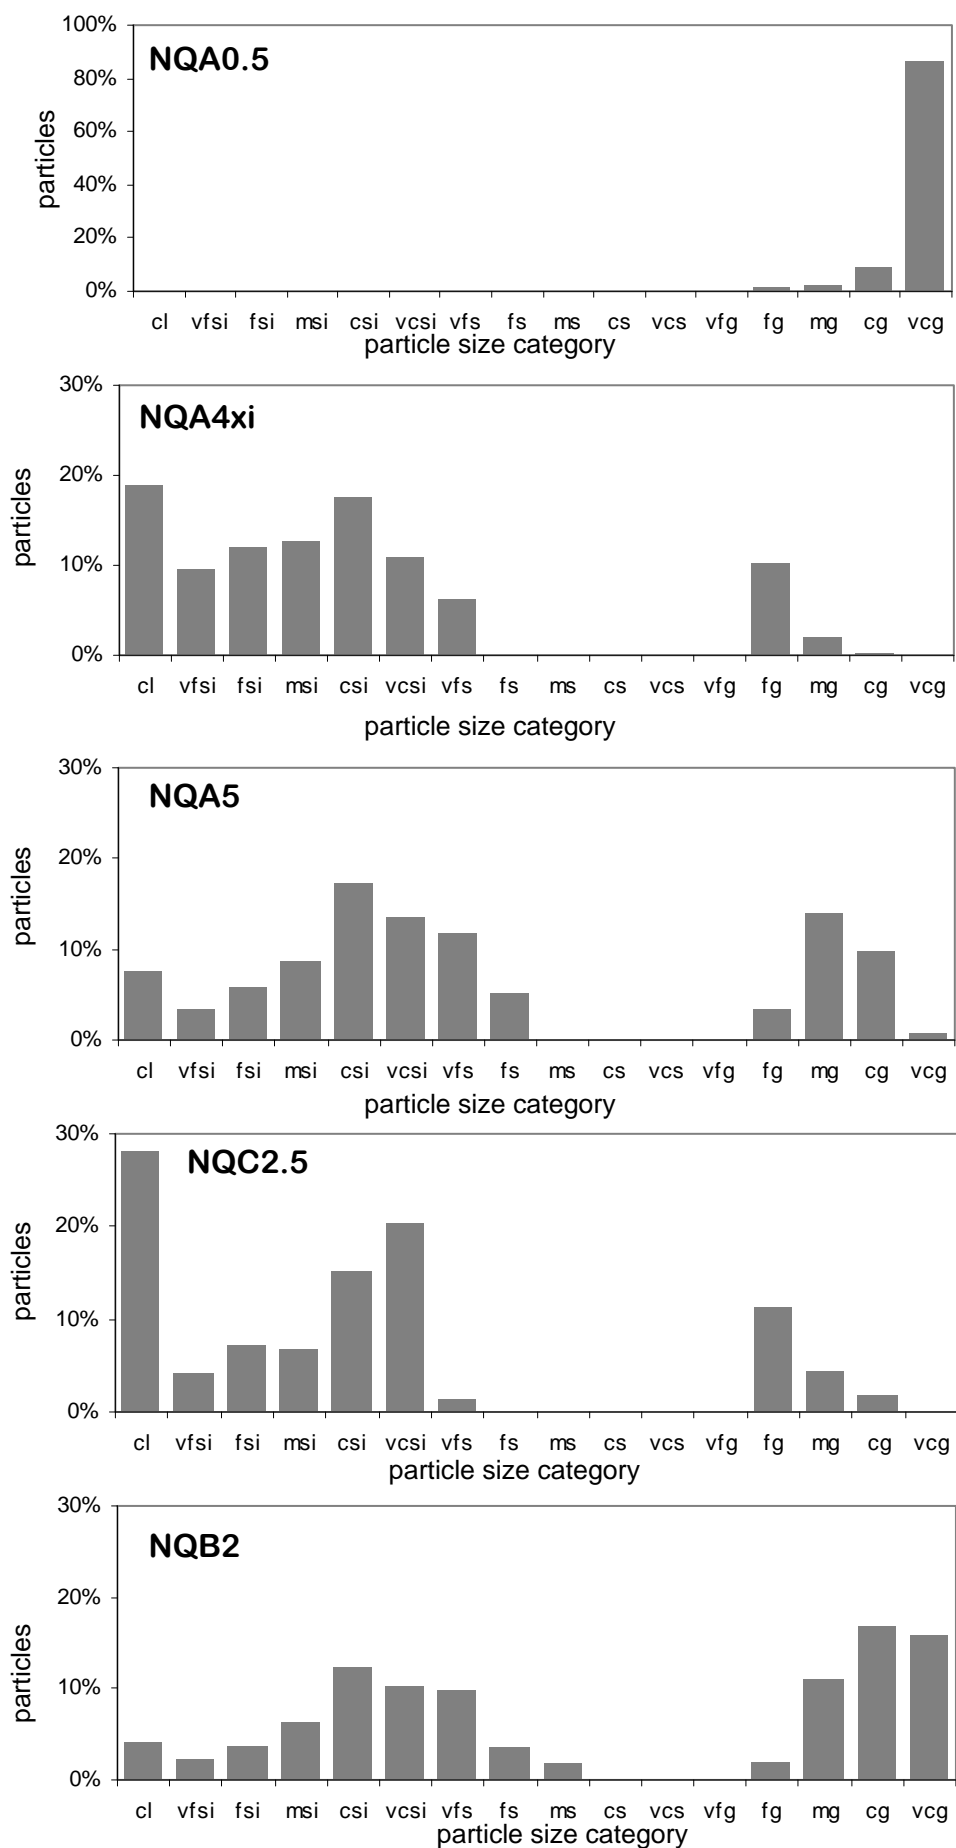 100%
NQA0.5
80%
60%
40%
20%
0%
particles
cl vfsi fsi msi csi vcsi vfs fs ms cs vcs vfg fg mg cg vcg
particle size category
30%
NQA4xi
20%
10%
0%
particles
cl vfsi fsi msi csi vcsi vfs fs ms cs vcs vfg fg mg cg vcg
particle size category
30%
NQA5
20%
10%
0%
particles
cl vfsi fsi msi csi vcsi vfs fs ms cs vcs vfg fg mg cg vcg
particle size category
30%
NQC2.5
20%
10%
0%
particles
cl vfsi fsi msi csi vcsi vfs fs ms cs vcs vfg fg mg cg vcg
particle size category
30%
NQB2
20%
10%
0%
particles
cl vfsi fsi msi csi vcsi vfs fs ms cs vcs vfg fg mg cg vcg
particle size category